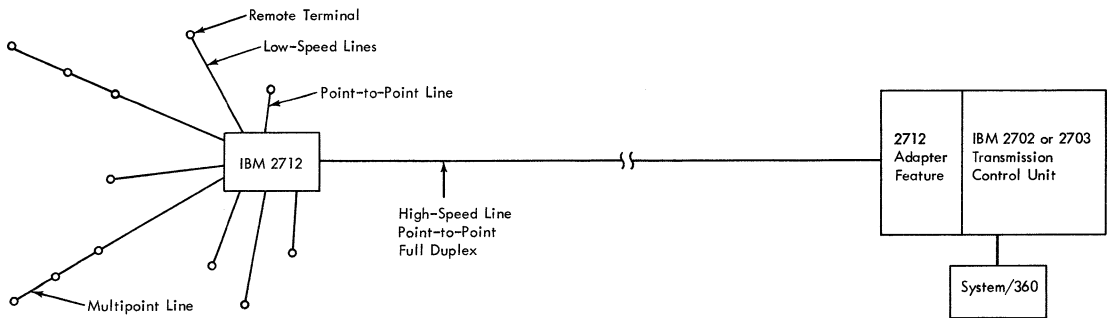 Remote Terminal
Low-Speed Lines
Point-to-Point Line
IBM 2712
2712
Adapter
Feature
IBM 2702 or 2703
Transmission
Control Unit
High-Speed Line
Point-to-Point
Full Duplex
System/360
Multipoint Line